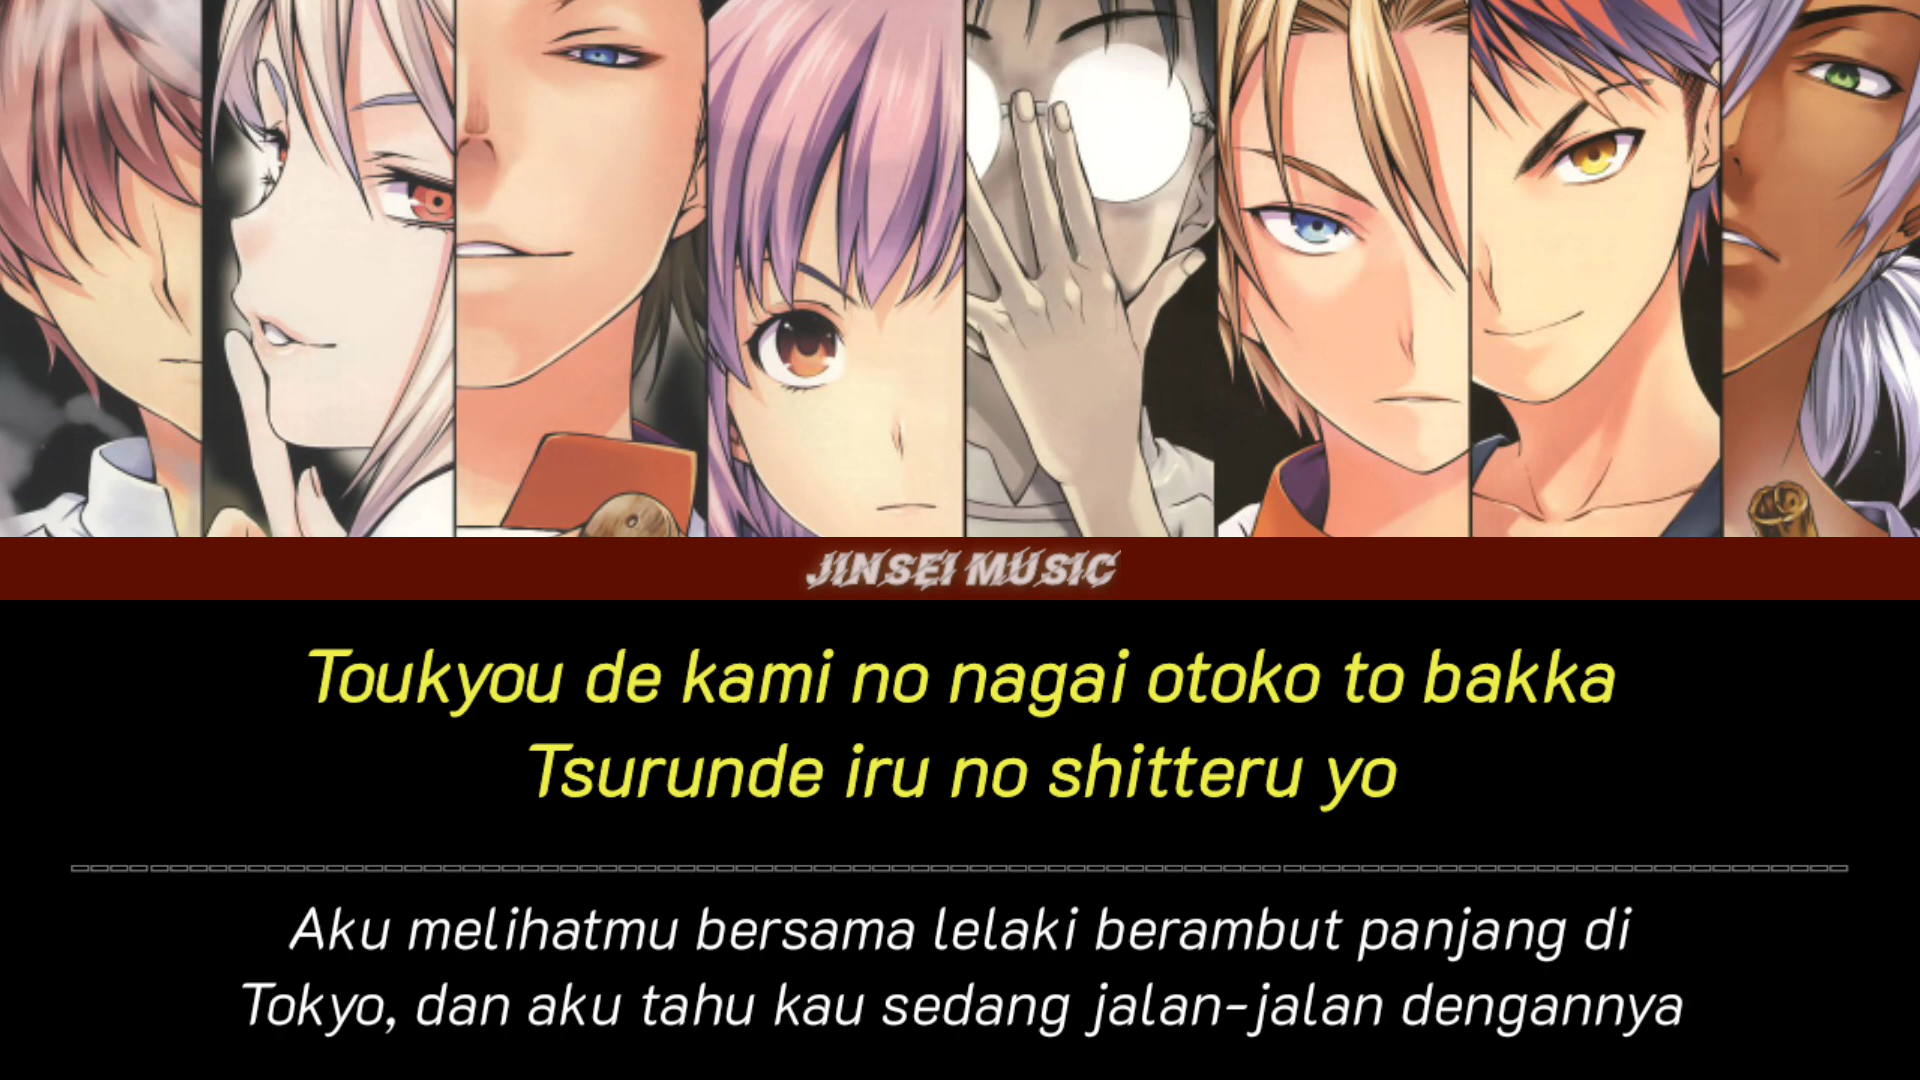 JINSEI MUSIC
Toukyou de kami no nagai otoko to bakka
Tsurunde iru no shitteru yo
Aku melihatmu bersama lelaki berambut panjang di
Tokyo, dan aku tahu kau sedang jalan-jalan dengannya